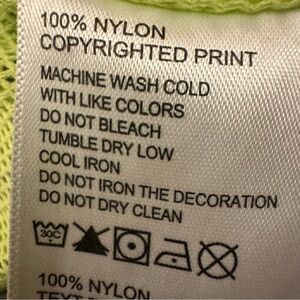 100% NYLON
COPYRIGHTED PRINT
MACHINE WASH COLD
WITH LIKE COLORS
DO NOT BLEACH
TUMBLE DRY LOW
COOL IRON
DO NOT IRON THE DECORATION
DO NOT DRY CLEAN
30C
100% NYLON